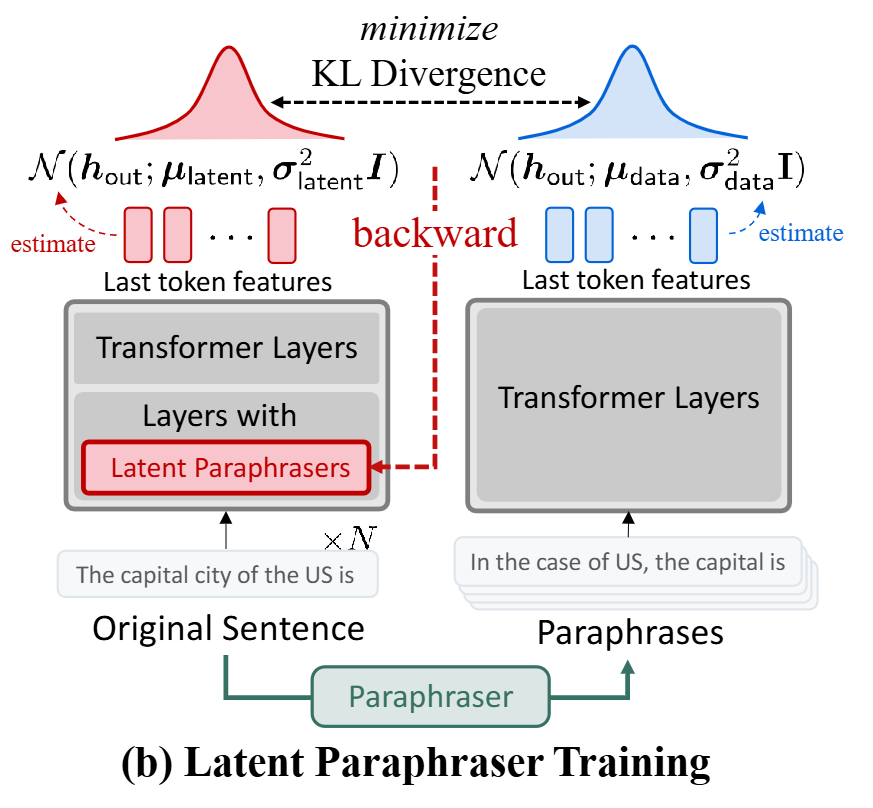 minimize
KL Divergence
𝒩(h_out; μ_latent, σ²_latent I)
𝒩(h_out; μ_data, σ²_data I)
estimate
...
backward
...
estimate
Last token features
Last token features
Transformer Layers
Layers with
Latent Paraphrasers
Transformer Layers
×N
The capital city of the US is
In the case of US, the capital is
Original Sentence
Paraphrases
Paraphraser
(b) Latent Paraphraser Training